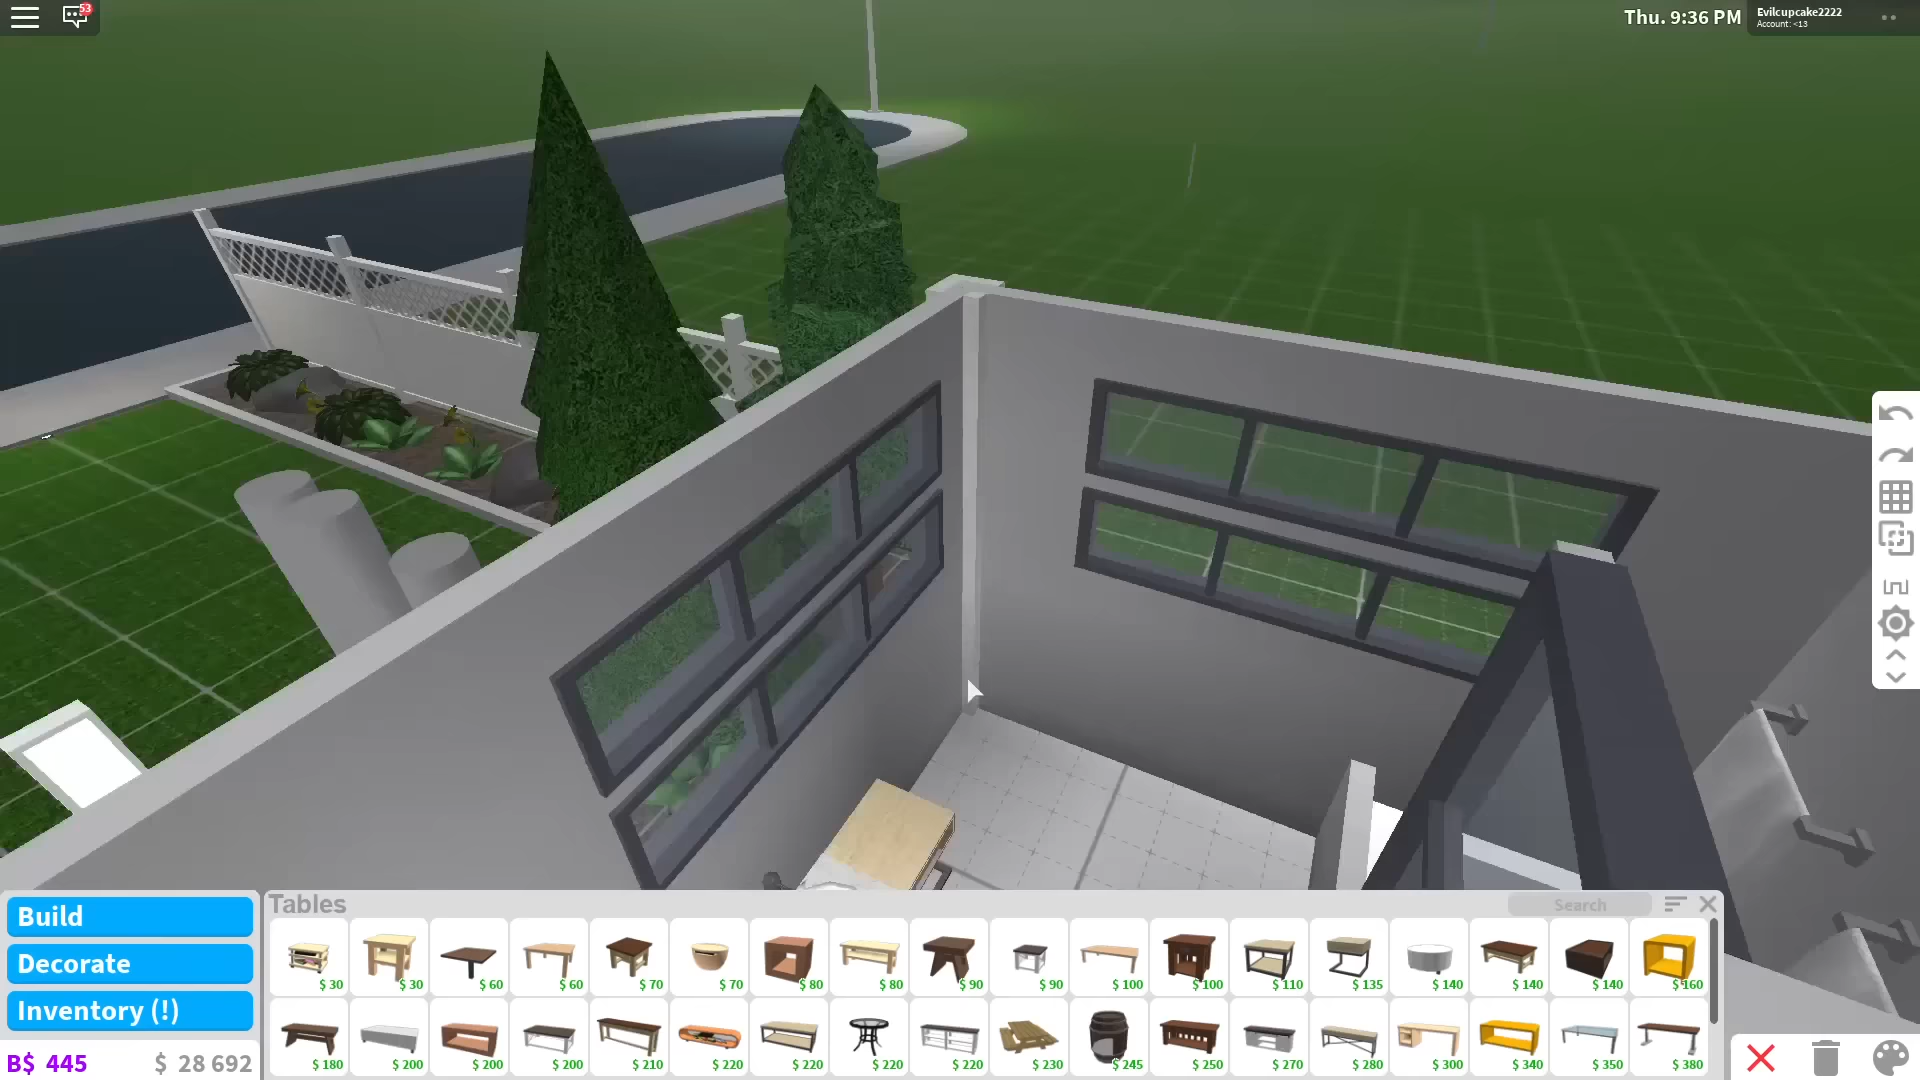 53
Thu. 9:36 PM
Evilcupcake2222
Account: <13
Build
Decorate
Inventory (!)
B$ 445 $ 28 692
Tables
Search
$ 30 $ 30 $ 60 $ 60 $ 70 $ 70 $ 80 $ 80 $ 90 $ 90 $ 100 $ 100 $ 110 $ 135 $ 140 $ 140 $ 140 $ 160
$ 180 $ 200 $ 200 $ 200 $ 210 $ 220 $ 220 $ 220 $ 220 $ 230 $ 245 $ 250 $ 270 $ 280 $ 300 $ 340 $ 350 $ 380